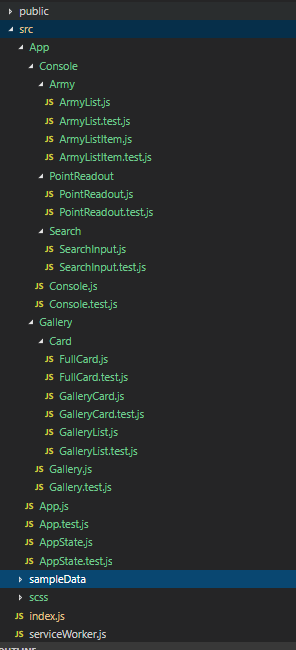 public
src
App
Console
Army
JS ArmyList.js
JS ArmyList.test.js
JS ArmyListItem.js
JS ArmyListItem.test.js
PointReadout
JS PointReadout.js
JS PointReadout.test.js
Search
JS SearchInput.js
JS SearchInput.test.js
JS Console.js
JS Console.test.js
Gallery
Card
JS FullCard.js
JS FullCard.test.js
JS GalleryCard.js
JS GalleryCard.test.js
JS GalleryList.js
JS GalleryList.test.js
JS Gallery.js
JS Gallery.test.js
JS App.js
JS App.test.js
JS AppState.js
JS AppState.test.js
sampleData
scss
JS index.js
JS serviceWorker.js
OUTLINE